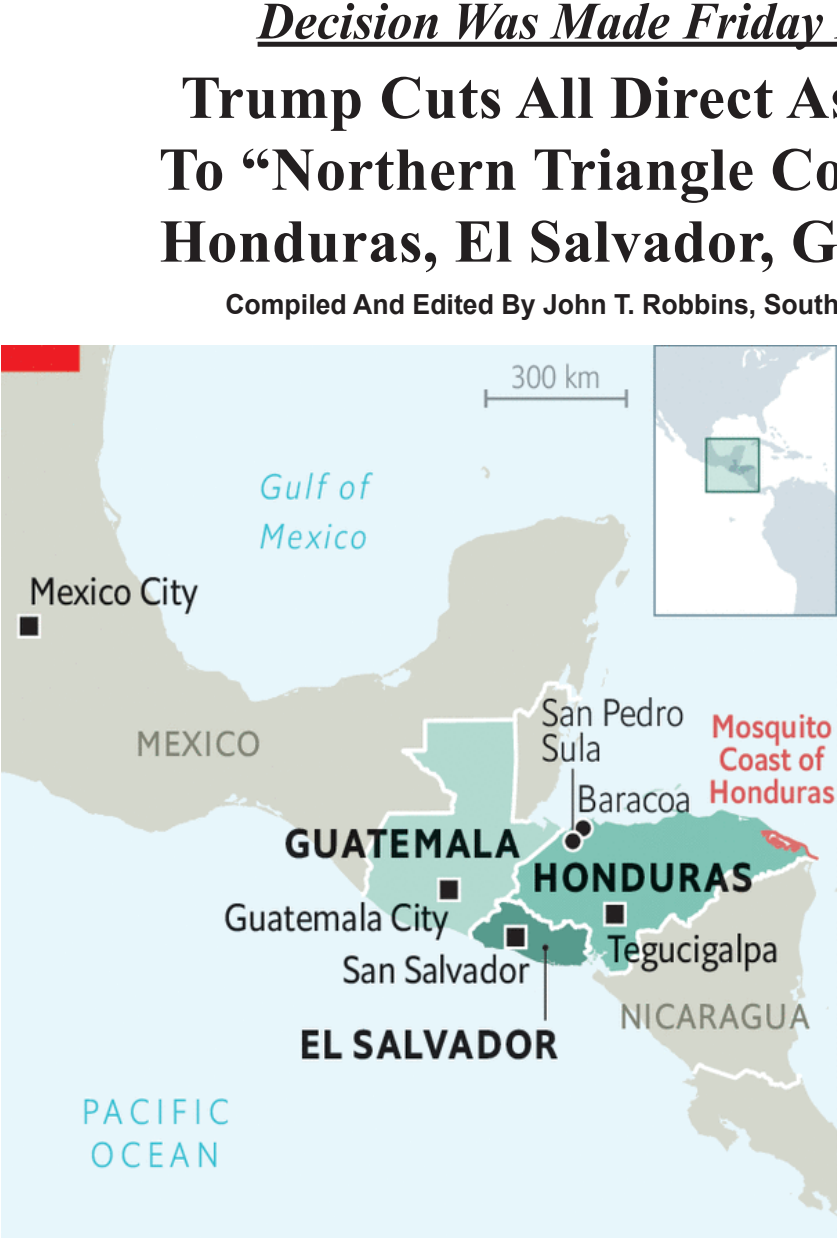 Decision Was Made Friday
Trump Cuts All Direct
To “Northern Triangle
Honduras, El Salvador,
Compiled And Edited By John T. Robbins, South
300 km
Gulf of
Mexico
Mexico City
MEXICO
San Pedro
Sula
Mosquito
Coast of
Honduras
Baracoa
GUATEMALA
HONDURAS
Guatemala City
San Salvador
Tegucigalpa
NICARAGUA
EL SALVADOR
PACIFIC
OCEAN